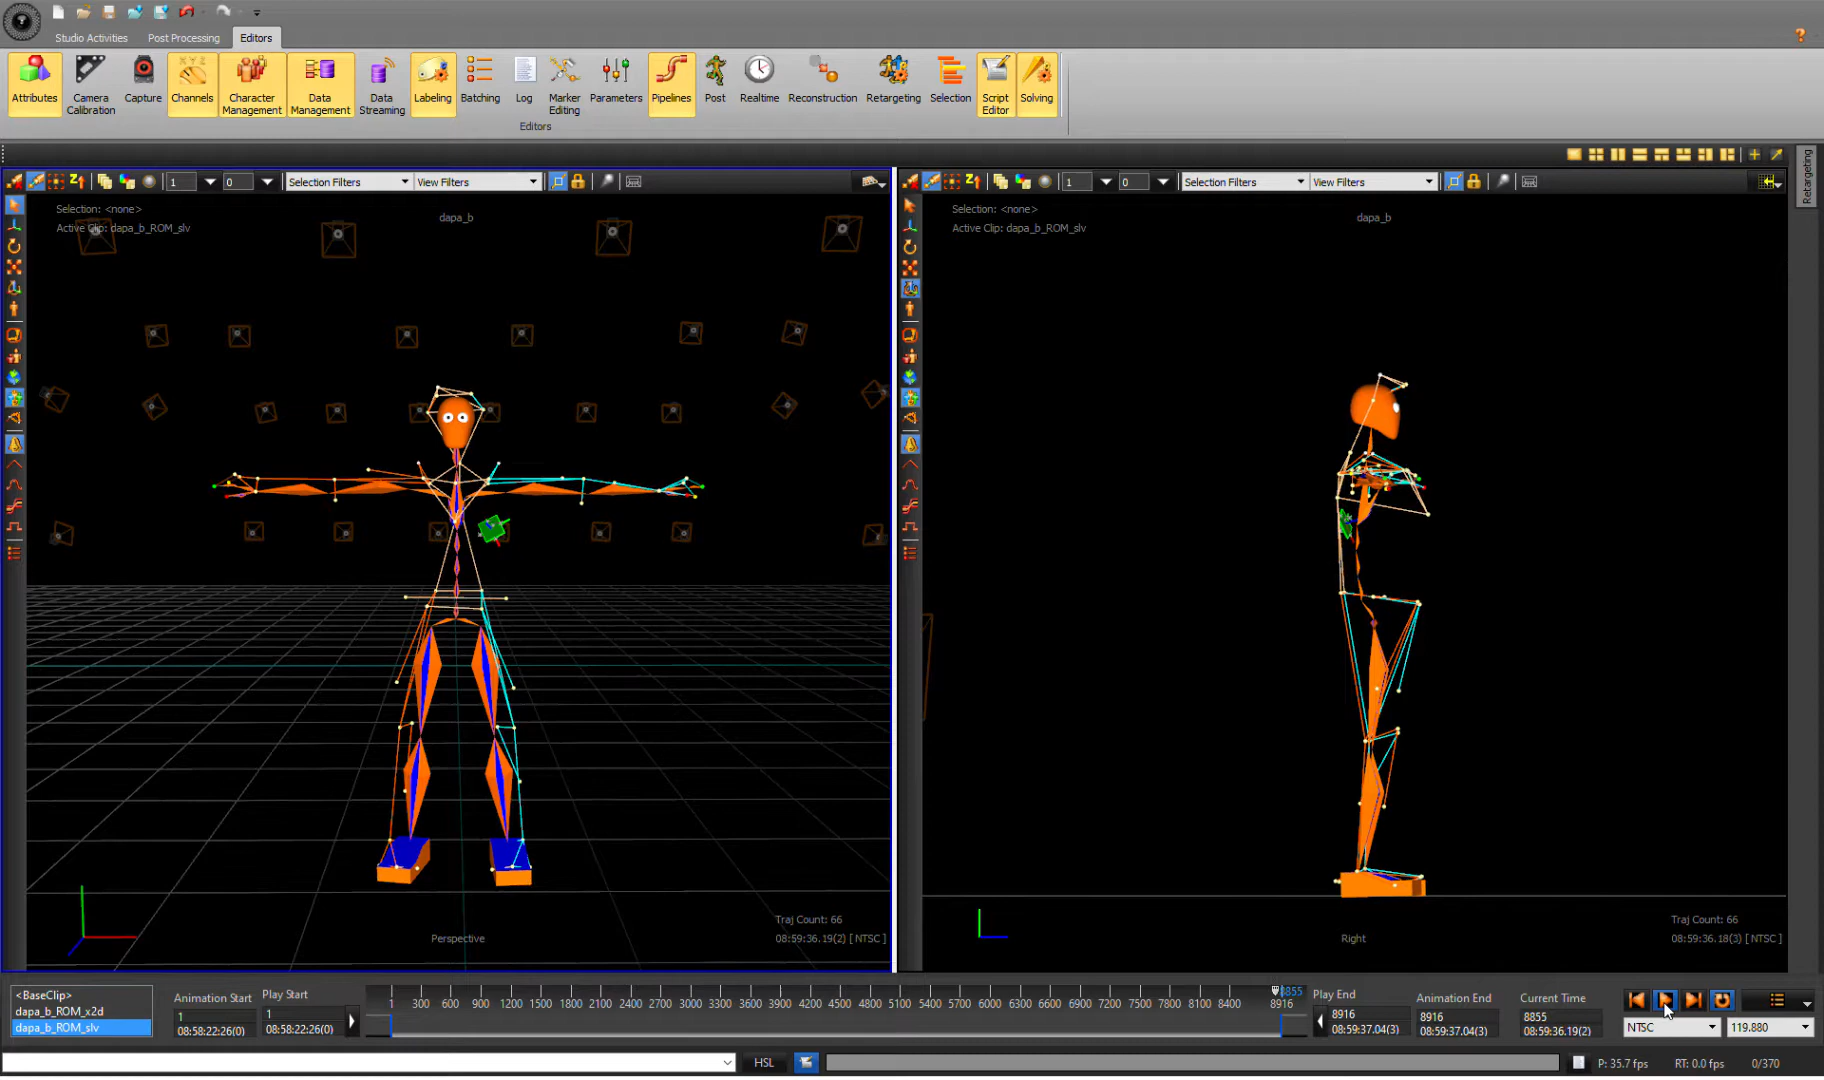 Studio Activities Post Processing Editors
Attributes Camera Calibration Capture Channels Character Management Data Management Data Streaming Labeling Batching Log Marker Editing Parameters Pipelines Post Realtime Reconstruction Retargeting Selection Script Editor Solving
Editors
Retargeting
1 0 Selection Filters View Filters
1 0 Selection Filters View Filters
Selection: <none>
dapa_b
Active Clip: dapa_b_ROM_slv
Selection: <none>
dapa_b
Active Clip: dapa_b_ROM_slv
Traj Count: 66
Perspective
08:59:36.19(2) [ NTSC ]
Traj Count: 66
Right
08:59:36.18(3) [ NTSC ]
<BaseClip>
dapa_b_ROM_x2d
dapa_b_ROM_slv
Animation Start
1
08:58:22:26(0)
Play Start
1
08:58:22:26(0)
8855
1 300 600 900 1200 1500 1800 2100 2400 2700 3000 3300 3600 3900 4200 4500 4800 5100 5400 5700 6000 6300 6600 6900 7200 7500 7800 8100 8400 8916
Play End
8916
08:59:37.04(3)
Animation End
8916
08:59:37.04(3)
Current Time
8855
08:59:36.19(2)
NTSC 119.880
HSL
P: 35.7 fps RT: 0.0 fps 0/370